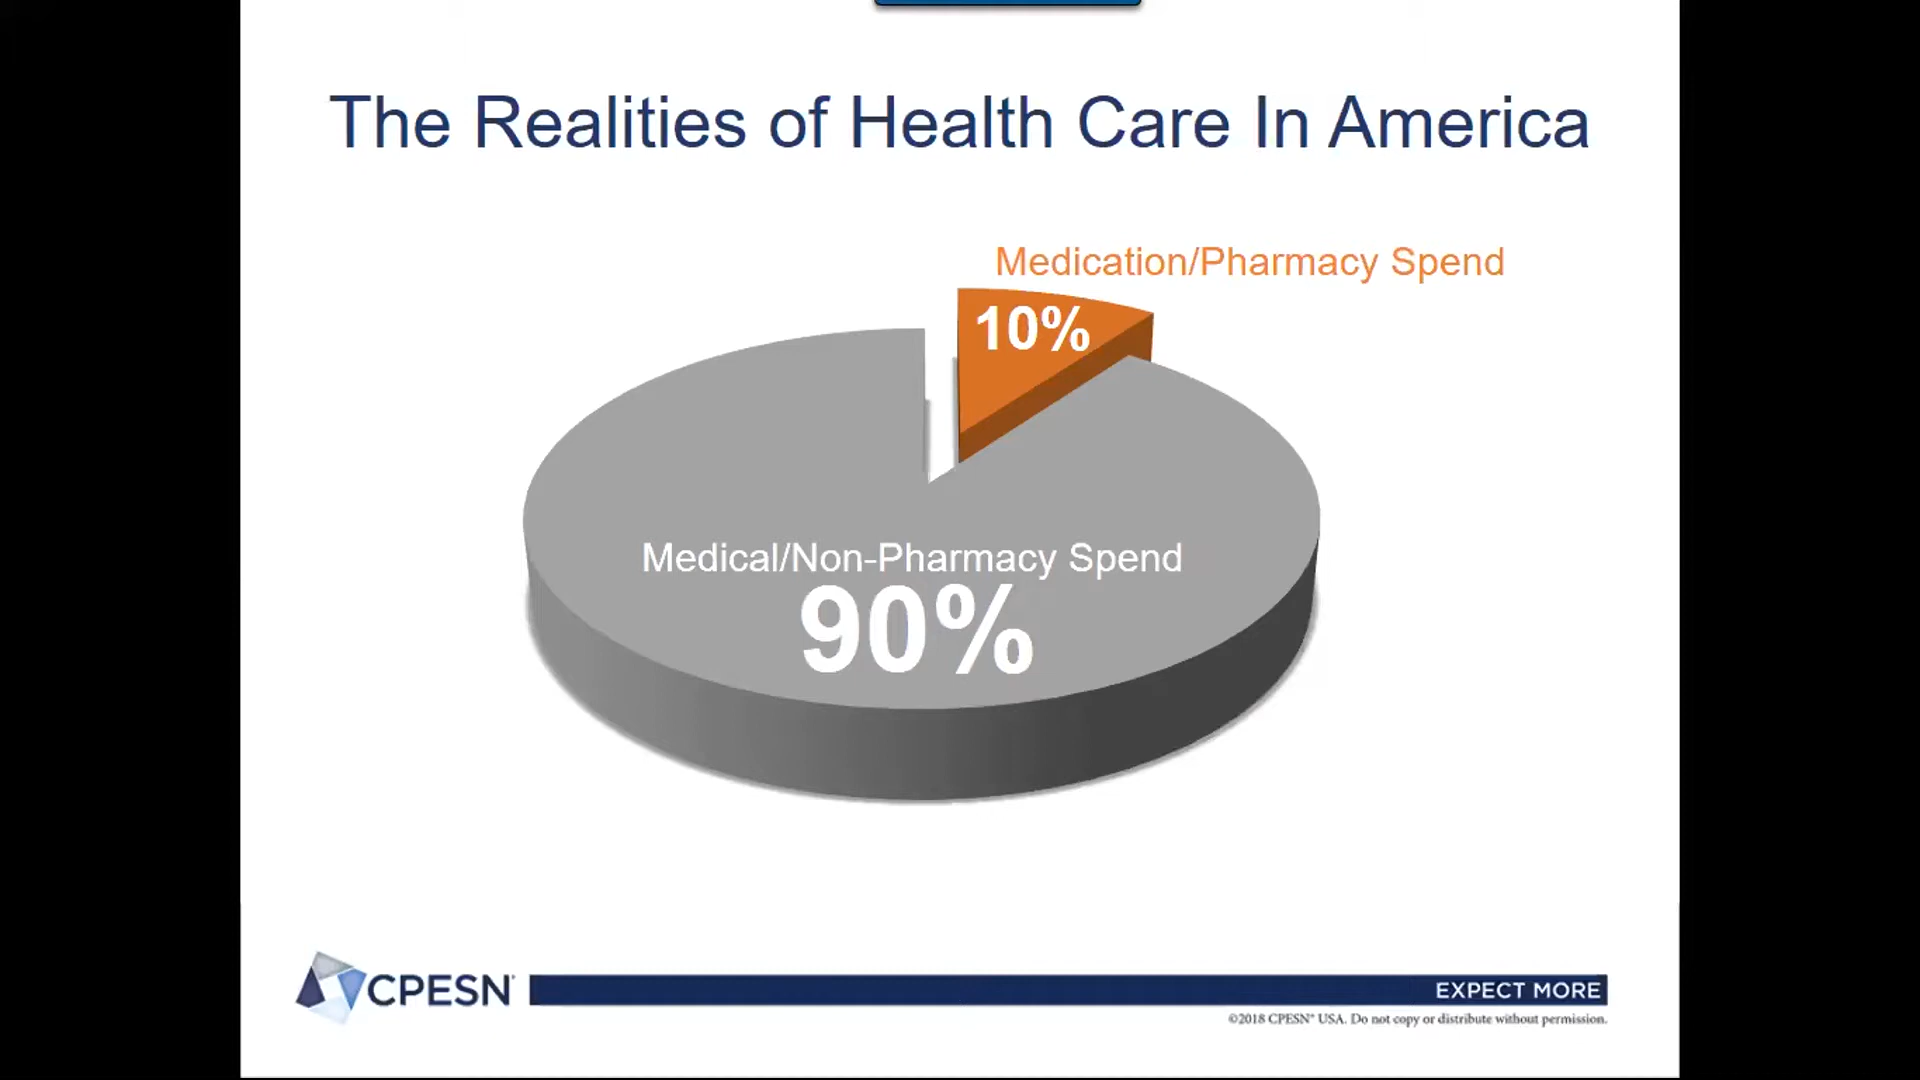 The Realities of Health Care In America
Medication/Pharmacy Spend
10%
Medical/Non-Pharmacy Spend
90%
CPESN®
EXPECT MORE
©2018 CPESN® USA. Do not copy or distribute without permission.